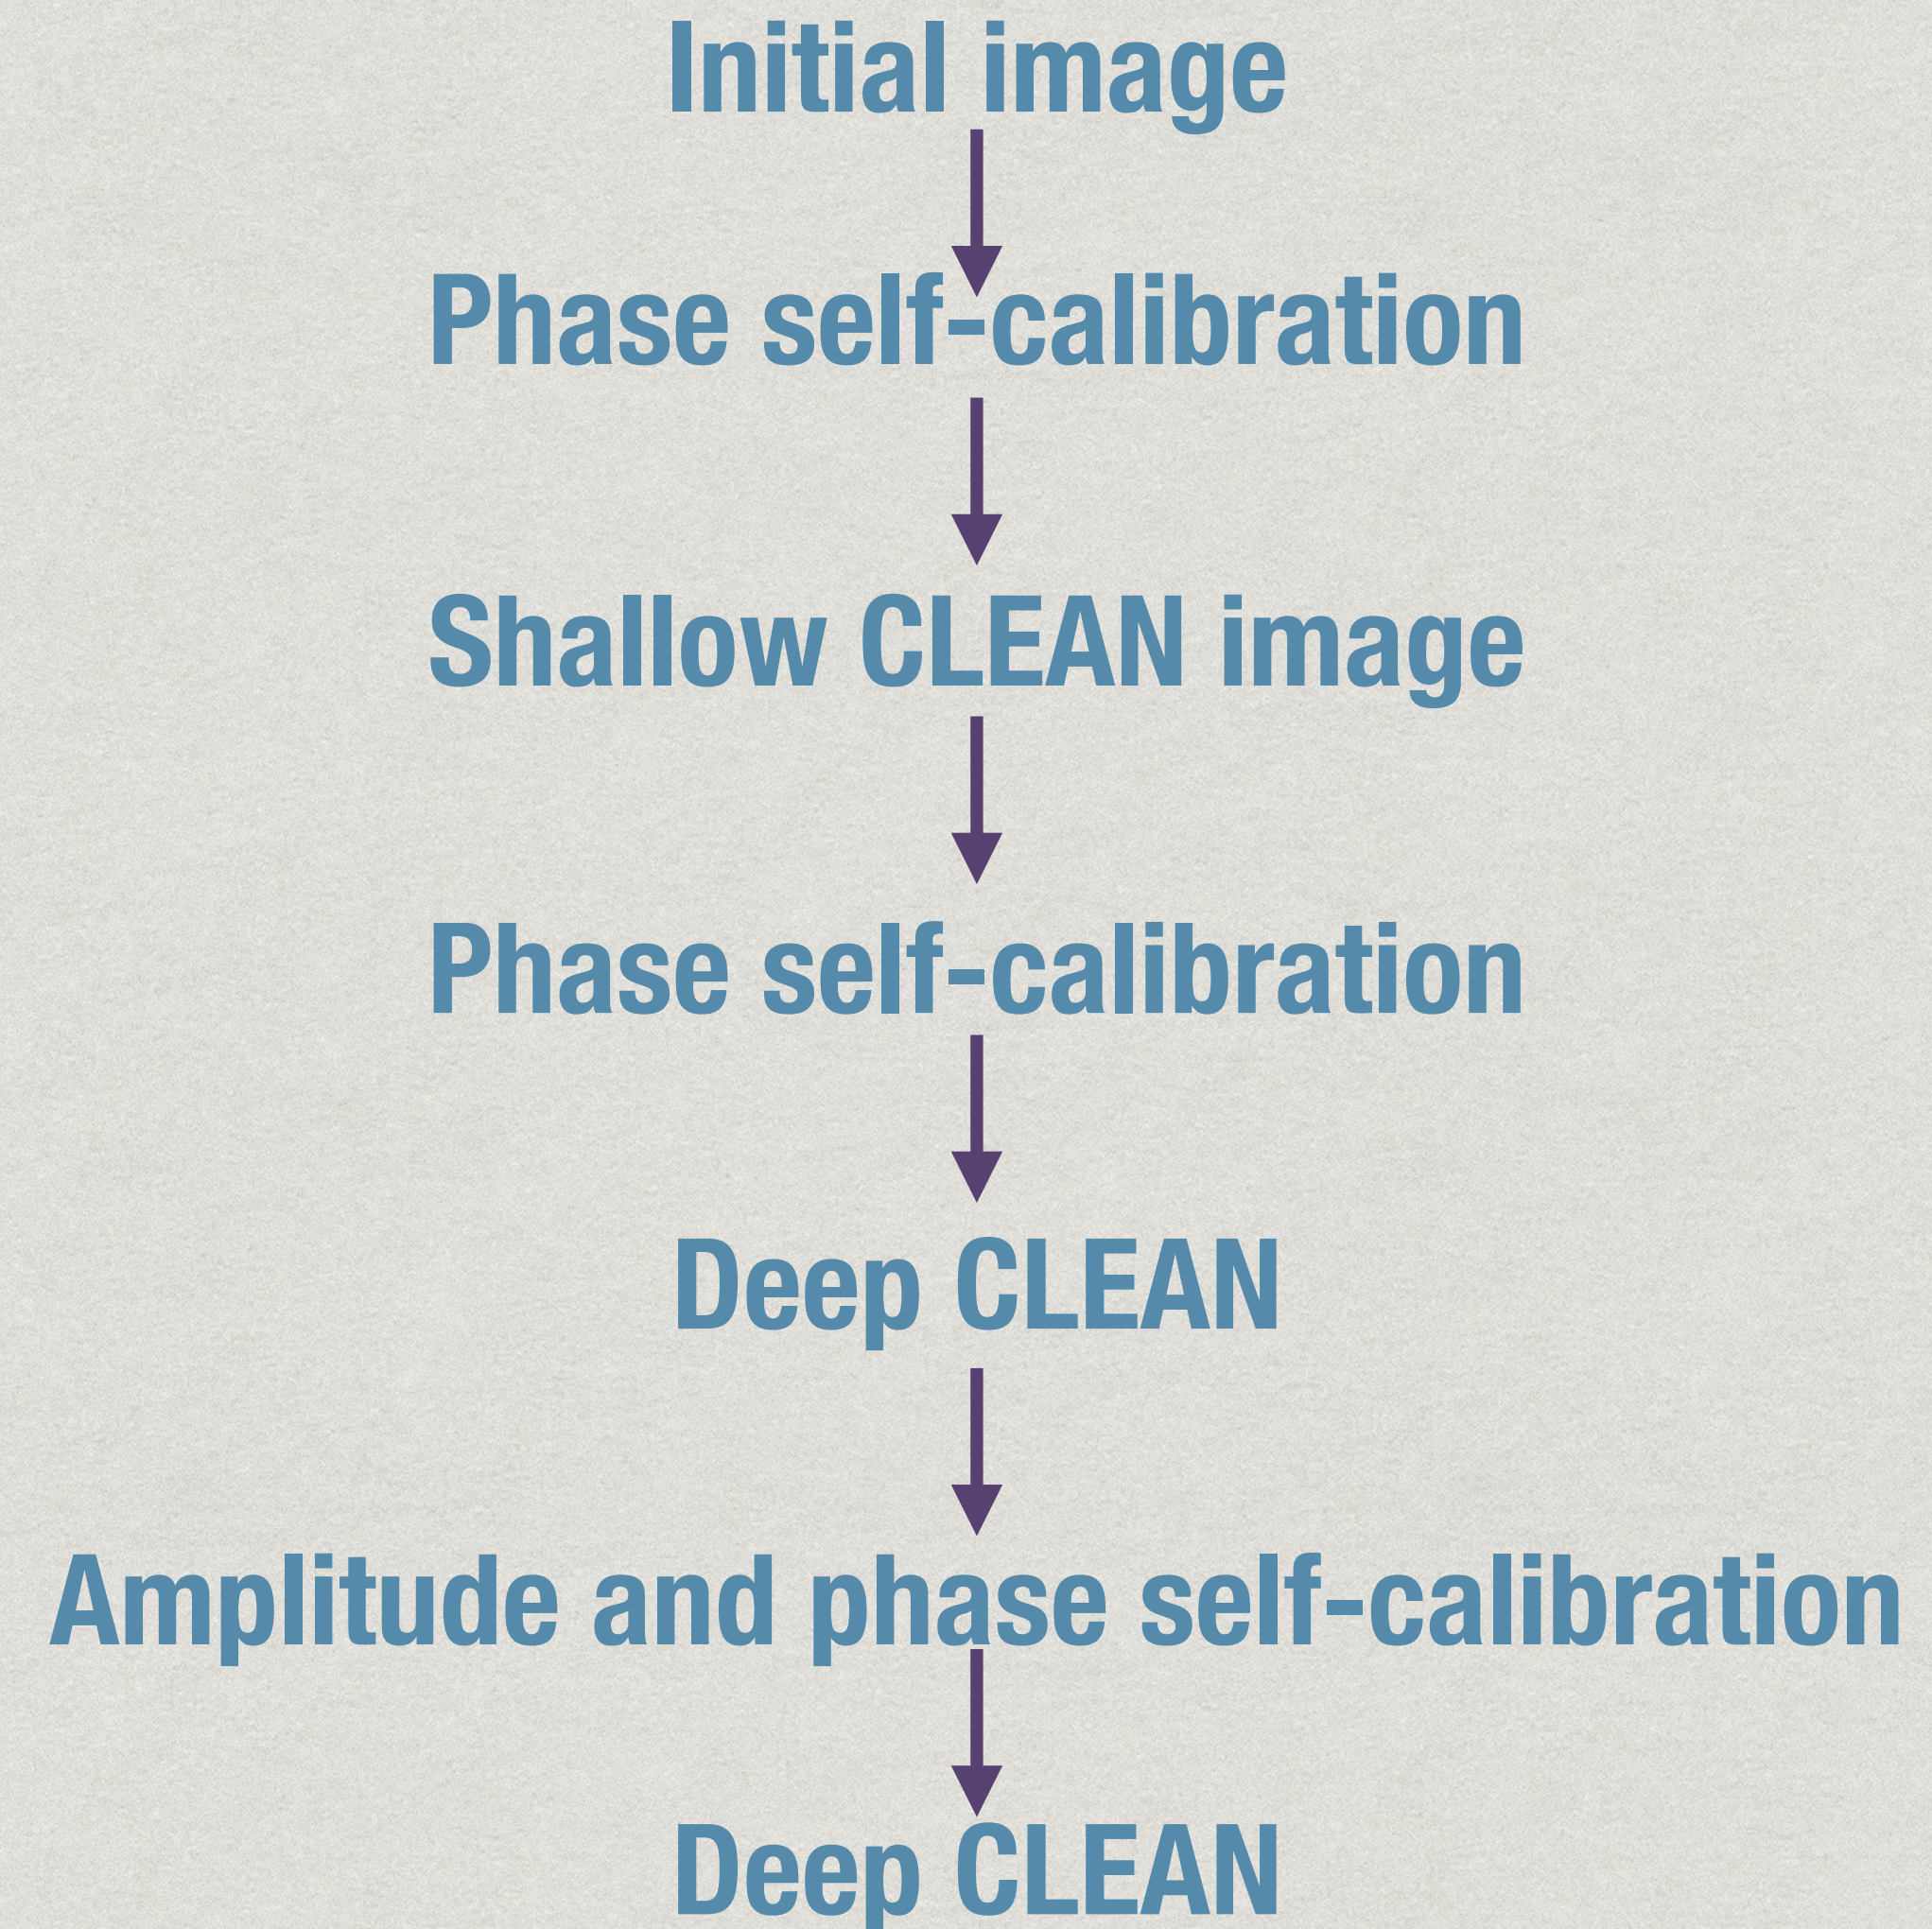 Initial image
Phase self-calibration
Shallow CLEAN image
Phase self-calibration
Deep CLEAN
Amplitude and phase self-calibration
Deep CLEAN